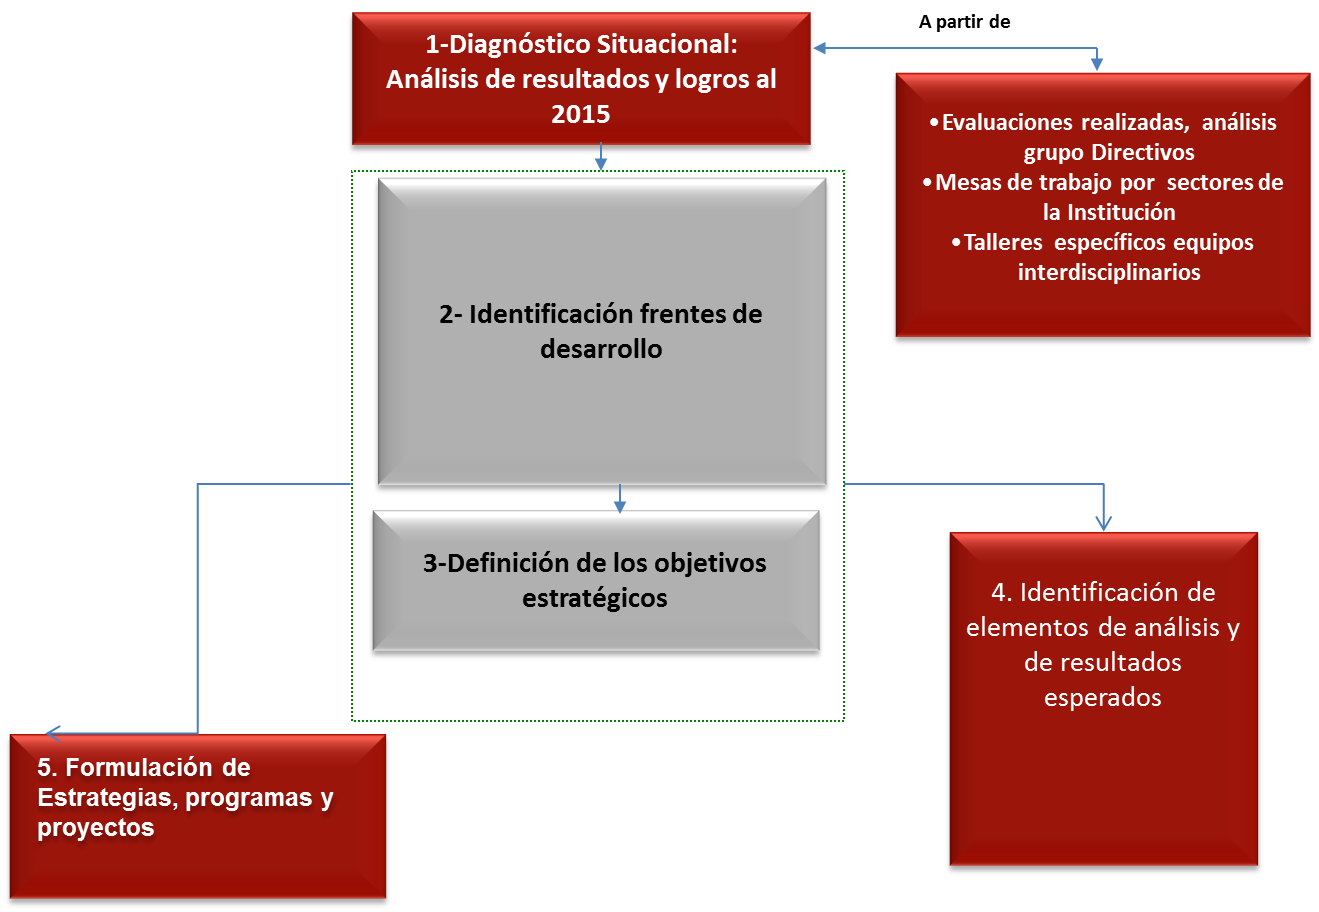 1-Diagnóstico Situacional:
Análisis de resultados y logros al
2015
A partir de
•Evaluaciones realizadas, análisis
grupo Directivos
•Mesas de trabajo por sectores de
la Institución
•Talleres específicos equipos
interdisciplinarios
2- Identificación frentes de
desarrollo
3-Definición de los objetivos
estratégicos
4. Identificación de
elementos de análisis y
de resultados
esperados
5. Formulación de
Estrategias, programas y
proyectos